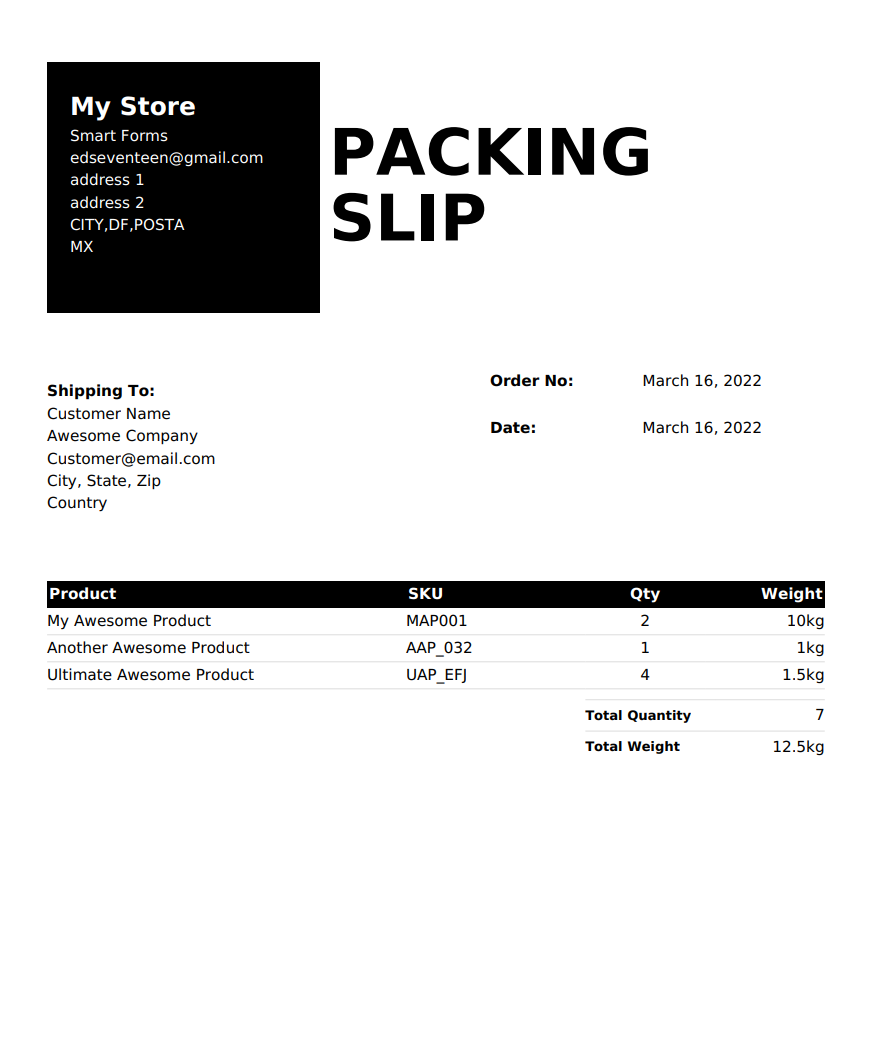 My Store
Smart Forms
edseventeen@gmail.com
address 1
address 2
CITY,DF,POSTA
MX
PACKING
SLIP
Shipping To:
Customer Name
Awesome Company
Customer@email.com
City, State, Zip
Country
Order No: March 16, 2022
Date: March 16, 2022
Product SKU Qty Weight
My Awesome Product MAP001 2 10kg
Another Awesome Product AAP_032 1 1kg
Ultimate Awesome Product UAP_EFJ 4 1.5kg
Total Quantity 7
Total Weight 12.5kg